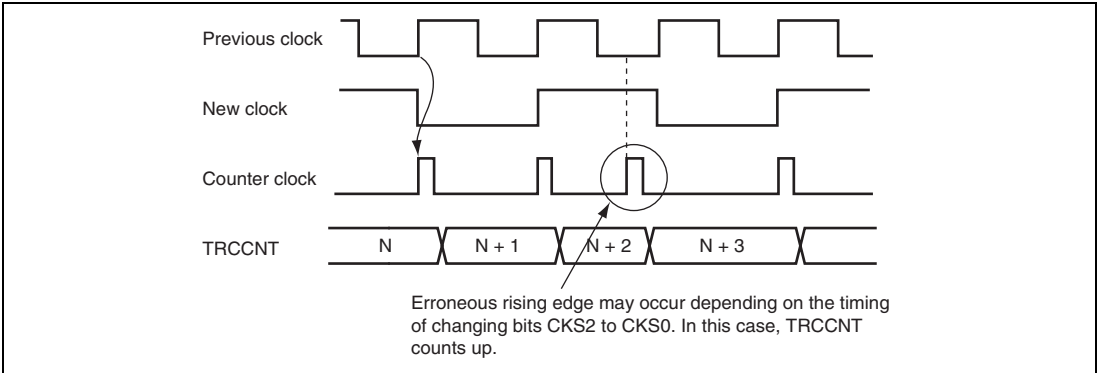 Previous clock
New clock
Counter clock
TRCCNT
N
N + 1
N + 2
N + 3
Erroneous rising edge may occur depending on the timing
of changing bits CKS2 to CKS0. In this case, TRCCNT
counts up.